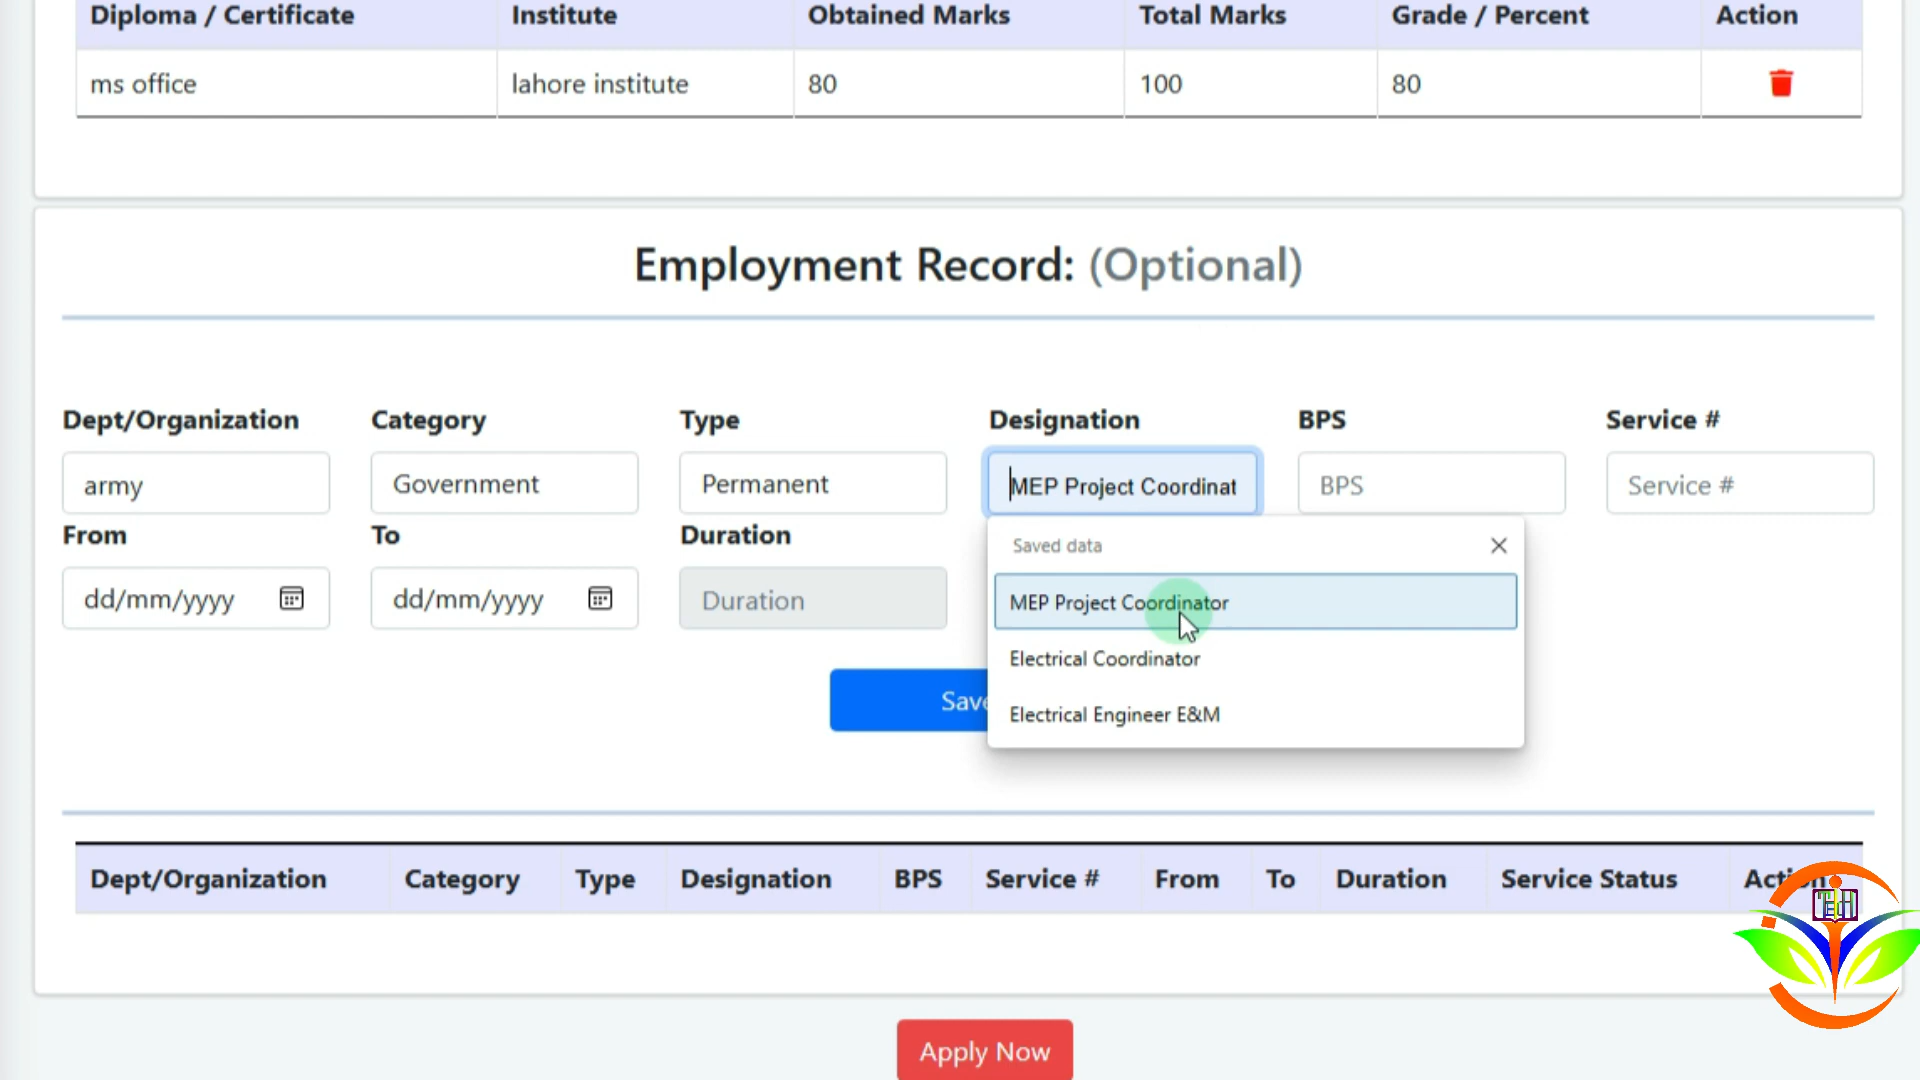 Diploma / Certificate Institute Obtained Marks Total Marks Grade / Percent Action
ms office lahore institute 80 100 80
Employment Record: (Optional)
Dept/Organization Category Type Designation BPS Service #
army Government Permanent MEP Project Coordinat BPS Service #
From To Duration
Saved data
dd/mm/yyyy dd/mm/yyyy Duration
MEP Project Coordinator
Electrical Coordinator
Save
Electrical Engineer E&M
Dept/Organization Category Type Designation BPS Service # From To Duration Service Status Action
TECH
Apply Now